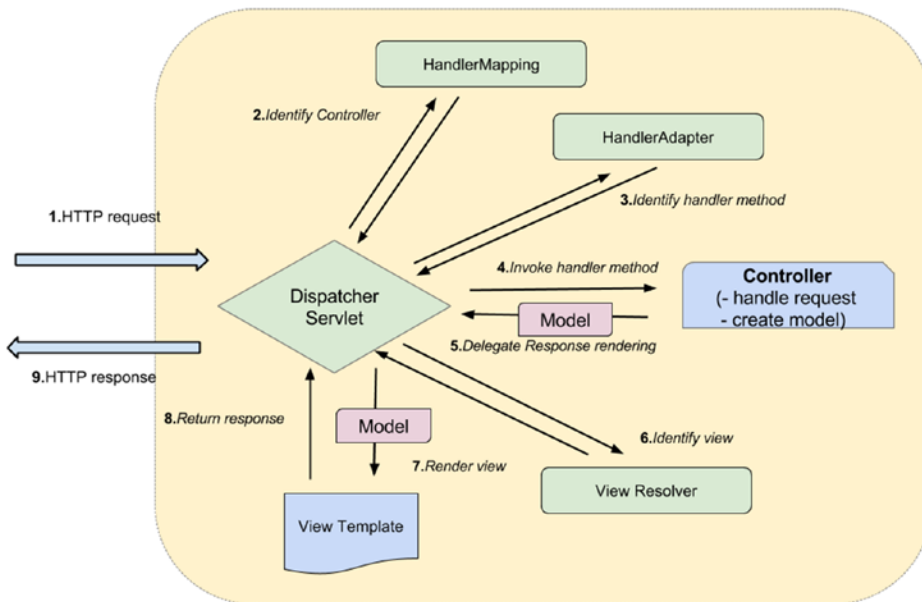 HandlerMapping
2.Identify Controller
HandlerAdapter
3.Identify handler method
1.HTTP request
4.Invoke handler method
Controller
(- handle request
- create model)
Dispatcher
Servlet
Model
5.Delegate Response rendering
9.HTTP response
8.Return response
Model
6.Identify view
7.Render view
View Resolver
View Template